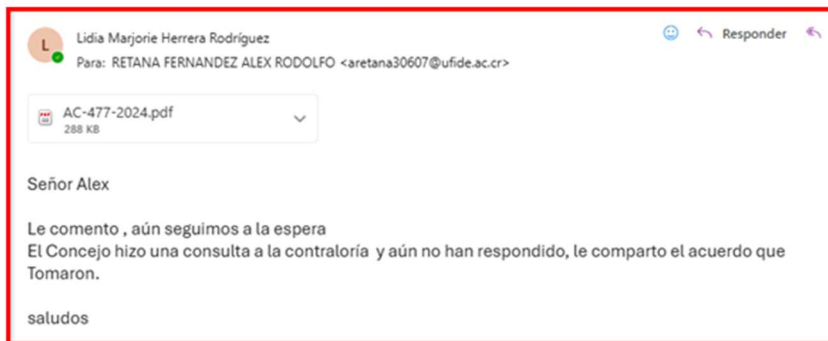 L
Lidia Marjorie Herrera Rodríguez
Responder
Para: RETANA FERNANDEZ ALEX RODOLFO <aretana30607@ufide.ac.cr>
AC-477-2024.pdf
288 KB
Señor Alex
Le comento , aún seguimos a la espera
El Concejo hizo una consulta a la contraloría y aún no han respondido, le comparto el acuerdo que
Tomaron.
saludos